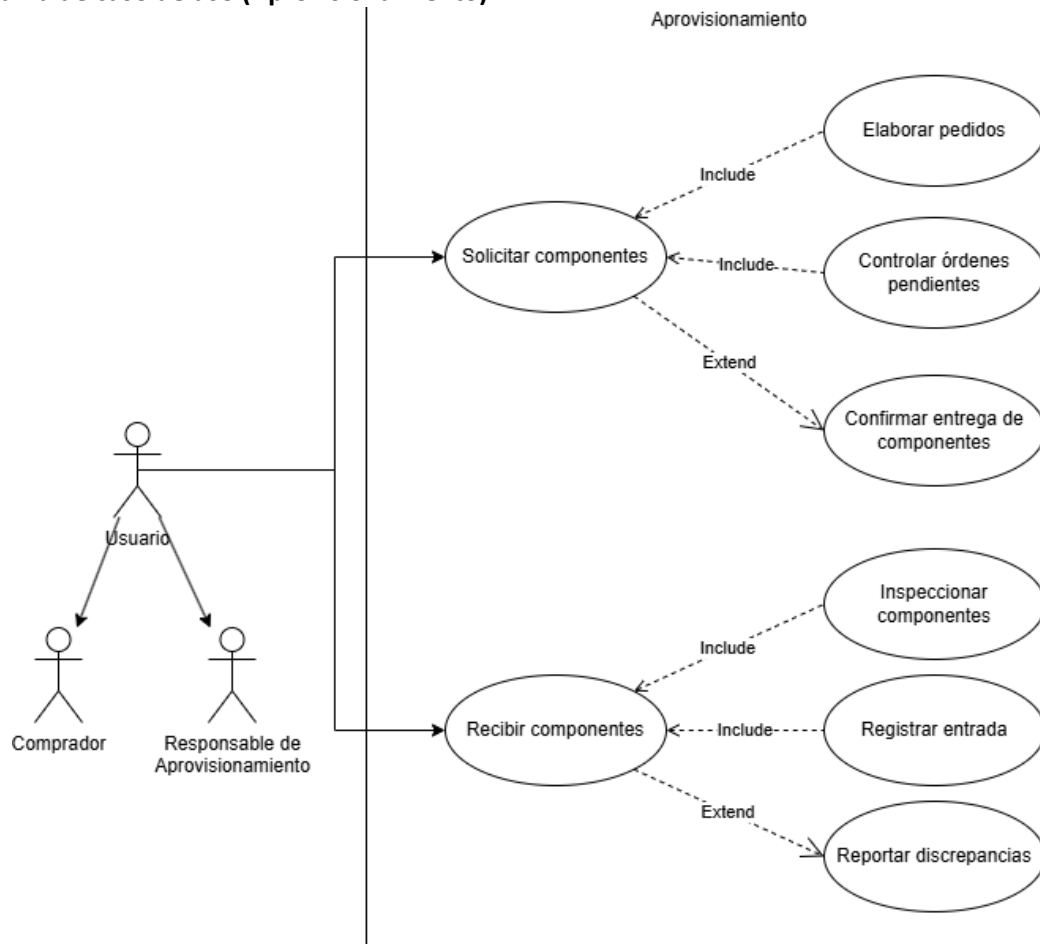 Aprovisionamiento
Elaborar pedidos
Include
Solicitar componentes
Include
Controlar órdenes
pendientes
Extend
Confirmar entrega de
componentes
Usuario
Inspeccionar
componentes
Include
Recibir componentes
Include
Registrar entrada
Comprador
Responsable de
Aprovisionamiento
Extend
Reportar discrepancias